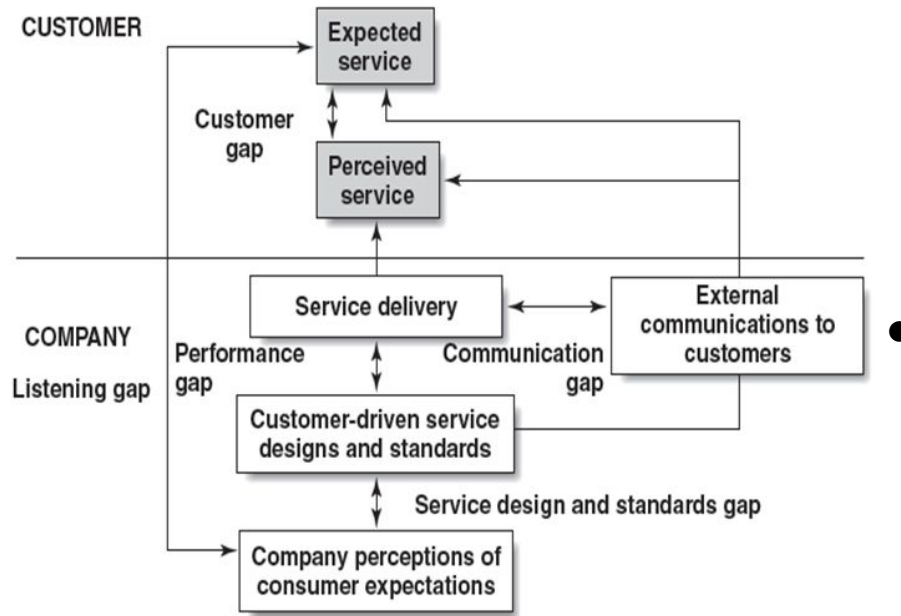 CUSTOMER
Expected
service
Customer
gap
Perceived
service
Service delivery
External
communications to
customers
COMPANY
Performance
gap
Communication
gap
Listening gap
Customer-driven service
designs and standards
Service design and standards gap
Company perceptions of
consumer expectations